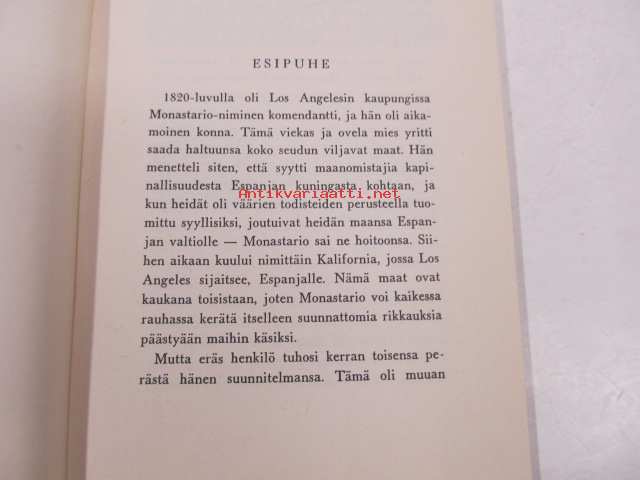 ESIPUHE
1820-luvulla oli Los Angelesin kaupungissa
Monastario-niminen komendantti, ja hän oli aika-
moinen konna. Tämä viekas ja ovela mies yritti
saada haltuunsa koko seudun viljavat maat. Hän
menetteli siten, että syytti maanomistajia kapi-
nallisuudesta Espanjan kuningasta kohtaan, ja
Antikvariaatti.net
kun heidät oli väärien todisteiden perusteella tuo-
mittu syyllisiksi, joutuivat heidän maansa Espan-
jan valtiolle — Monastario sai ne hoitoonsa. Sii-
hen aikaan kuului nimittäin Kalifornia, jossa Los
Angeles sijaitsee, Espanjalle. Nämä maat ovat
kaukana toisistaan, joten Monastario voi kaikessa
rauhassa kerätä itselleen suunnattomia rikkauksia
päästyään maihin käsiksi.
Mutta eräs henkilö tuhosi kerran toisensa pe-
rästä hänen suunnitelmansa. Tämä oli muuan